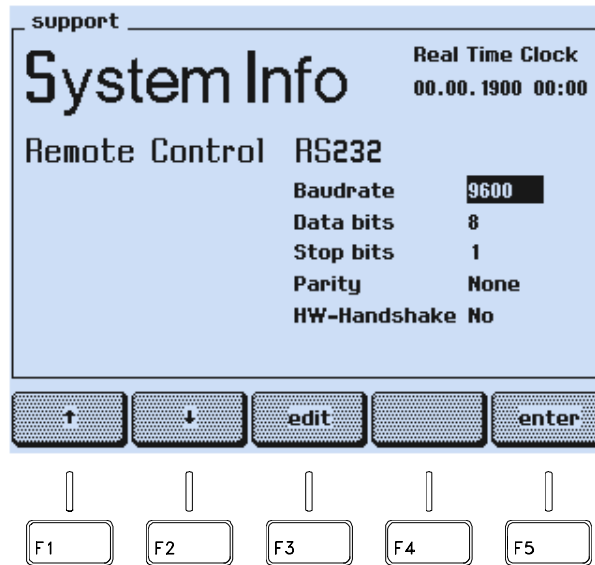 support
System Info
Real Time Clock
00.00.1900 00:00
Remote Control RS232
Baudrate 9600
Data bits 8
Stop bits 1
Parity None
HW-Handshake No
↑ ↓ edit enter
F1 F2 F3 F4 F5